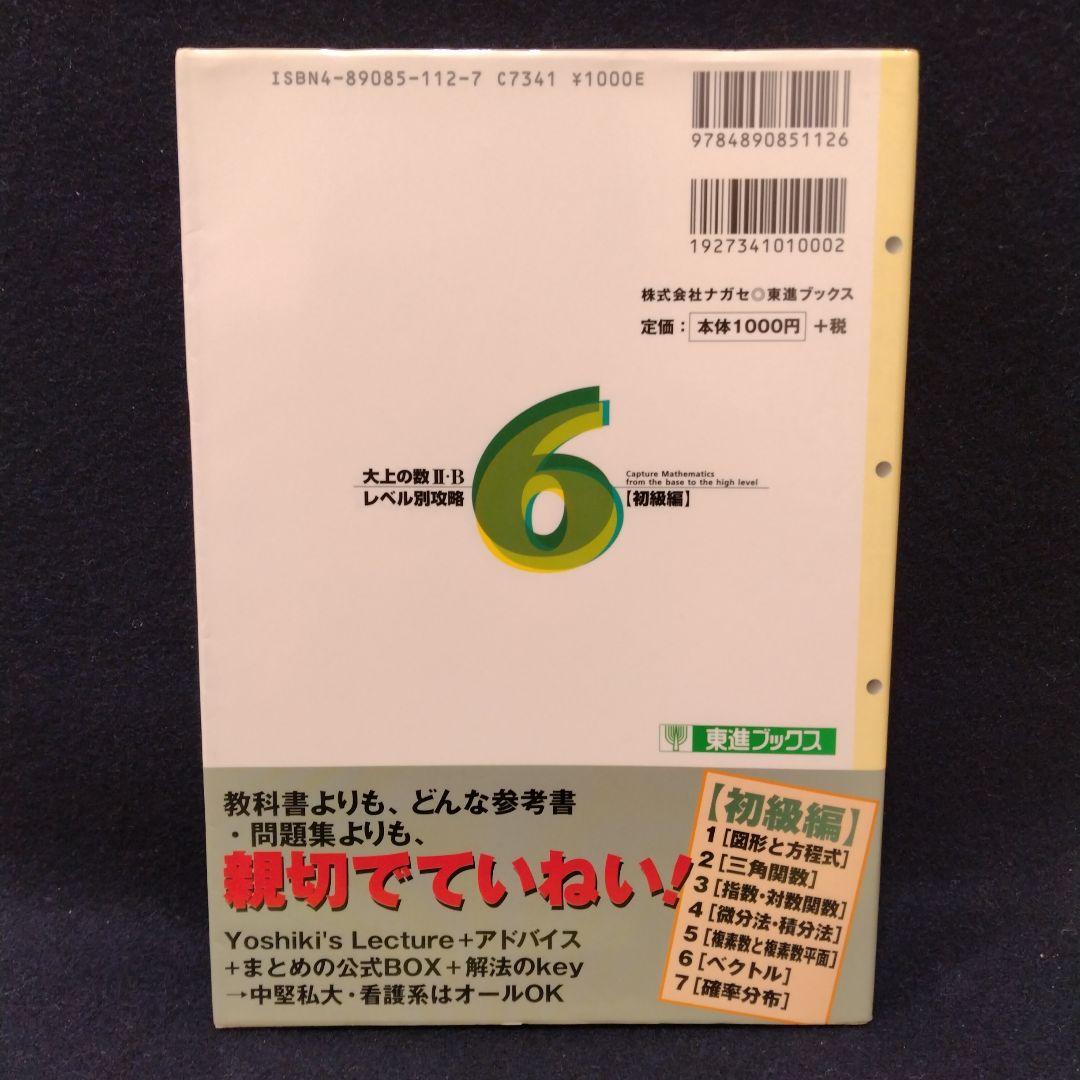 ISBN4-89085-112-7 C7341 ¥1000E
9784890851126
1927341010002
株式会社ナガセ◎東進ブックス
定価：本体1000円＋税
6
大上の数Ⅱ・B
レベル別攻略
Capture Mathematics
from the base to the high level
【初級編】
東進ブックス
教科書よりも、どんな参考書
・問題集よりも、
親切でていねい！
Yoshiki's Lecture＋アドバイス
＋まとめの公式BOX＋解法のkey
→中堅私大・看護系はオールOK
【初級編】
1［図形と方程式］
2［三角関数］
3［指数・対数関数］
4［微分法・積分法］
5［複素数と複素数平面］
6［ベクトル］
7［確率分布］